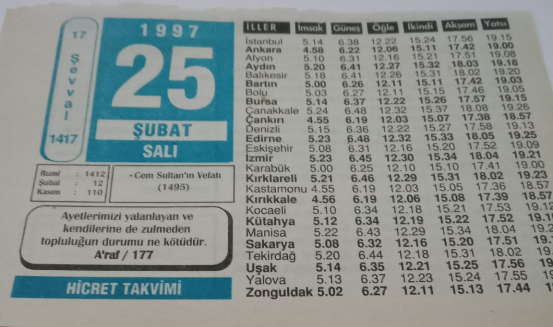 1997
17
Şevval
1417
25
ŞUBAT
SALI
Rumî : 1412
Şubat : 12
Kasım : 110
- Cem Sultan'ın Vefatı
(1495)
Ayetlerimizi yalanlayan ve
kendilerine de zulmeden
topluluğun durumu ne kötüdür.
A'raf / 177
HİCRET TAKVİMİ
İLLER İmsak Güneş Öğle İkindi Akşam Yatsı
İstanbul 5.14 6.38 12.22 15.24 17.56 19.15
Ankara 4.58 6.22 12.06 15.11 17.42 19.00
Afyon 5.10 6.31 12.16 15.21 17.51 19.08
Aydın 5.20 6.41 12.27 15.32 18.03 19.18
Balıkesir 5.18 6.41 12.26 15.31 18.02 19.20
Bartın 5.00 6.26 12.11 15.11 17.42 19.03
Bolu 5.03 6.27 12.11 15.15 17.46 19.05
Bursa 5.14 6.37 12.22 15.26 17.57 19.15
Çanakkale 5.24 6.48 12.32 15.37 18.08 19.26
Çankırı 4.55 6.19 12.03 15.07 17.38 18.57
Denizli 5.15 6.36 12.22 15.27 17.58 19.13
Edirne 5.23 6.48 12.32 15.33 18.05 19.25
Eskişehir 5.08 6.31 12.16 15.20 17.52 19.09
İzmir 5.23 6.45 12.30 15.34 18.04 19.21
Karabük 5.00 6.25 12.10 15.10 17.41 19.00
Kırklareli 5.21 6.46 12.29 15.31 18.02 19.23
Kastamonu 4.55 6.19 12.03 15.05 17.36 18.57
Kırıkkale 4.56 6.19 12.06 15.08 17.39 18.57
Kocaeli 5.10 6.34 12.18 15.21 17.53 19.12
Kütahya 5.12 6.34 12.19 15.22 17.52 19.1
Manisa 5.22 6.43 12.29 15.34 18.04 19.2
Sakarya 5.08 6.32 12.16 15.20 17.51 19.
Tekirdağ 5.20 6.44 12.18 15.31 18.02 19.
Uşak 5.14 6.35 12.21 15.25 17.56 19
Yalova 5.13 6.37 12.23 15.24 17.55 19
Zonguldak 5.02 6.27 12.11 15.13 17.44 19